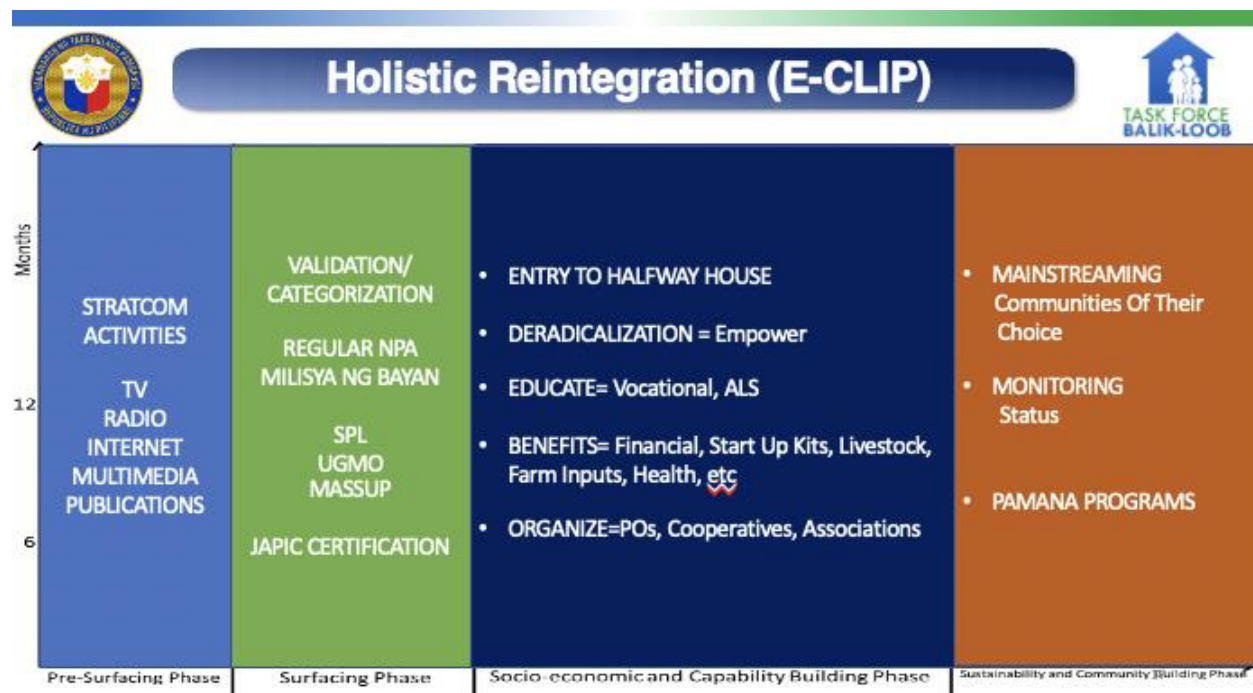 Holistic Reintegration (E-CLIP)
TASK FORCE
BALIK-LOOB
Months
12
6
STRATCOM
ACTIVITIES
TV
RADIO
INTERNET
MULTIMEDIA
PUBLICATIONS
VALIDATION/
CATEGORIZATION
REGULAR NPA
MILISYA NG BAYAN
SPL
UGMO
MASSUP
JAPIC CERTIFICATION
• ENTRY TO HALFWAY HOUSE
• DERADICALIZATION = Empower
• EDUCATE= Vocational, ALS
• BENEFITS= Financial, Start Up Kits, Livestock,
Farm Inputs, Health, etc
• ORGANIZE=POs, Cooperatives, Associations
• MAINSTREAMING
Communities Of Their
Choice
• MONITORING
Status
• PAMANA PROGRAMS
Pre-Surfacing Phase
Surfacing Phase
Socio-economic and Capability Building Phase
Sustainability and Community Building Phase